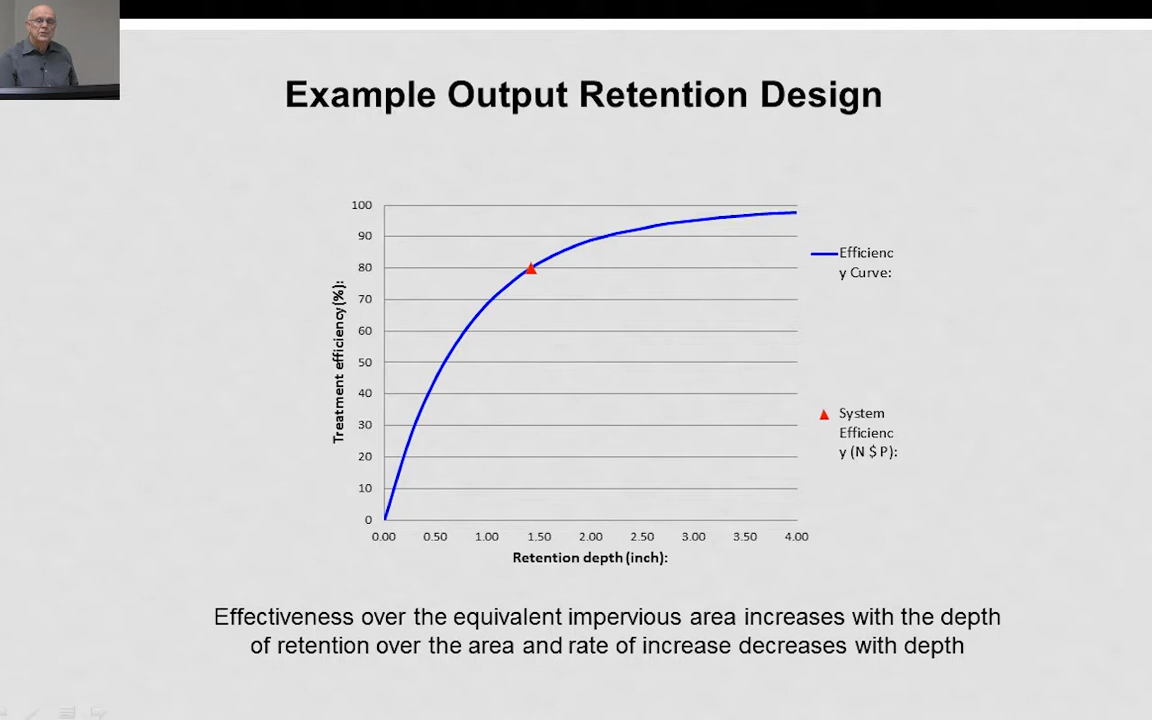 Example Output Retention Design
100
90
80
70
60
50
40
30
20
10
0
Treatment efficiency (%):
0.00 0.50 1.00 1.50 2.00 2.50 3.00 3.50 4.00
Retention depth (inch):
Efficienc
y Curve:
System
Efficienc
y (N $ P):
Effectiveness over the equivalent impervious area increases with the depth
of retention over the area and rate of increase decreases with depth